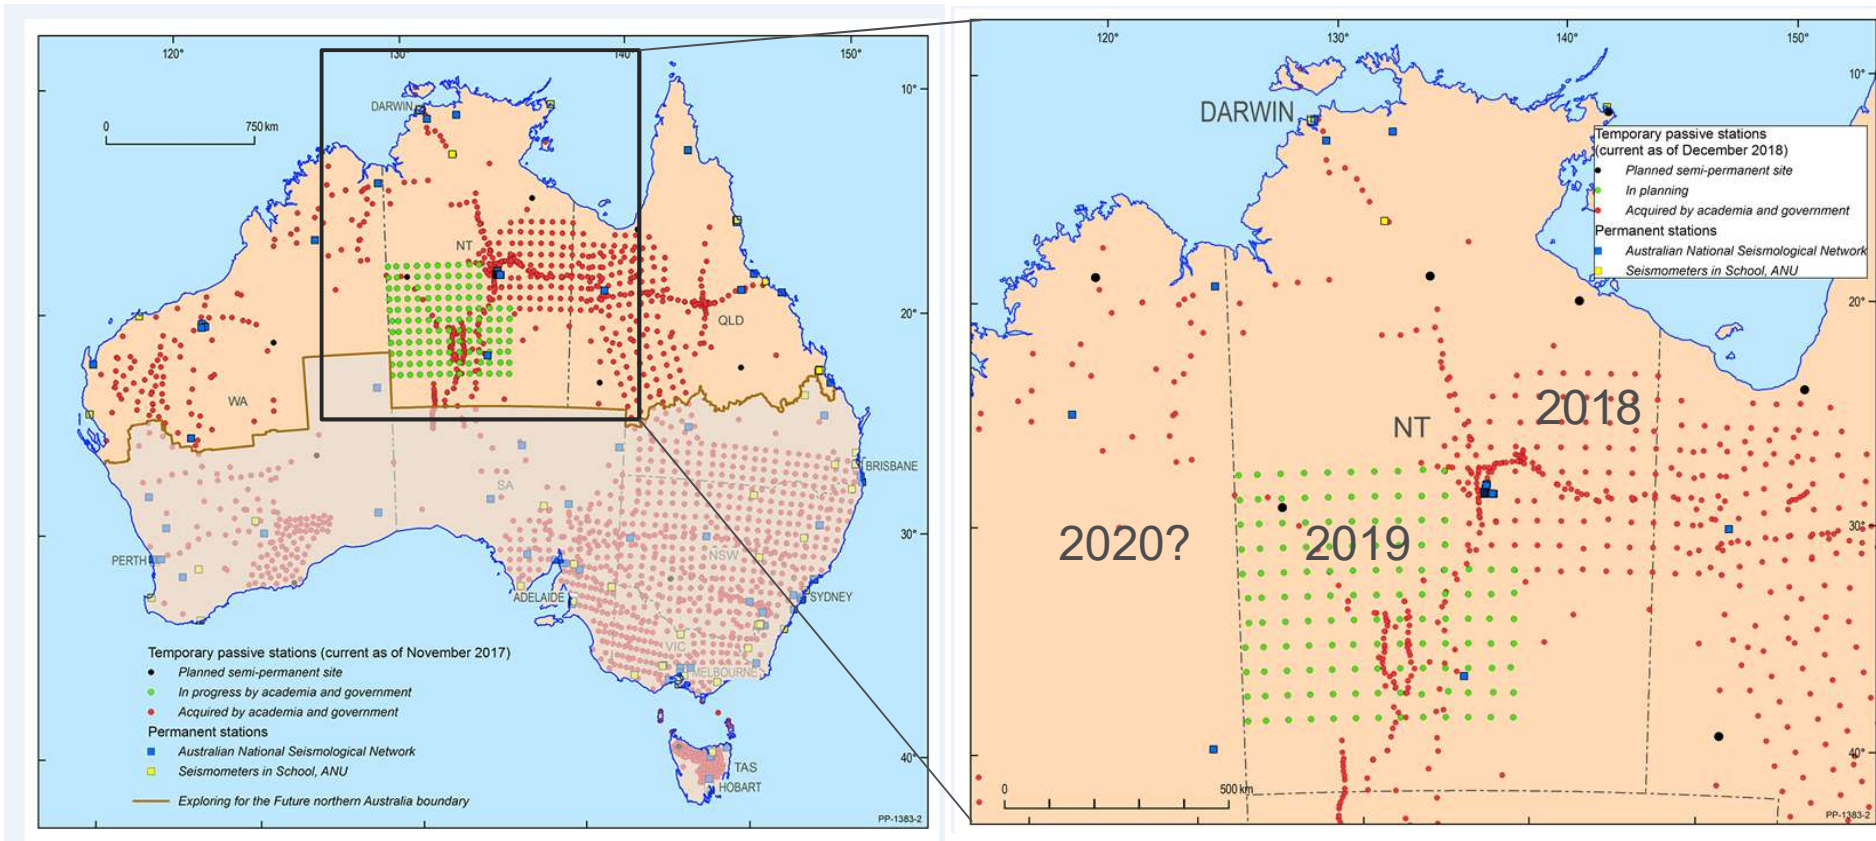 120°
130°
140°
150°
10°
20°
30°
40°
DARWIN
0
750 km
NT
QLD
WA
SA
BRISBANE
NSW
PERTH
ADELAIDE
SYDNEY
VIC
MELBOURNE
TAS
HOBART
Temporary passive stations (current as of November 2017)
Planned semi-permanent site
In progress by academia and government
Acquired by academia and government
Permanent stations
Australian National Seismological Network
Seismometers in School, ANU
Exploring for the Future northern Australia boundary
PP-1383-2
120°
130°
140°
150°
10°
DARWIN
Temporary passive stations
(current as of December 2018)
Planned semi-permanent site
In planning
Acquired by academia and government
Permanent stations
Australian National Seismological Network
Seismometers in School, ANU
20°
2018
NT
30°
2020?
2019
40°
0
500 km
PP-1383-2